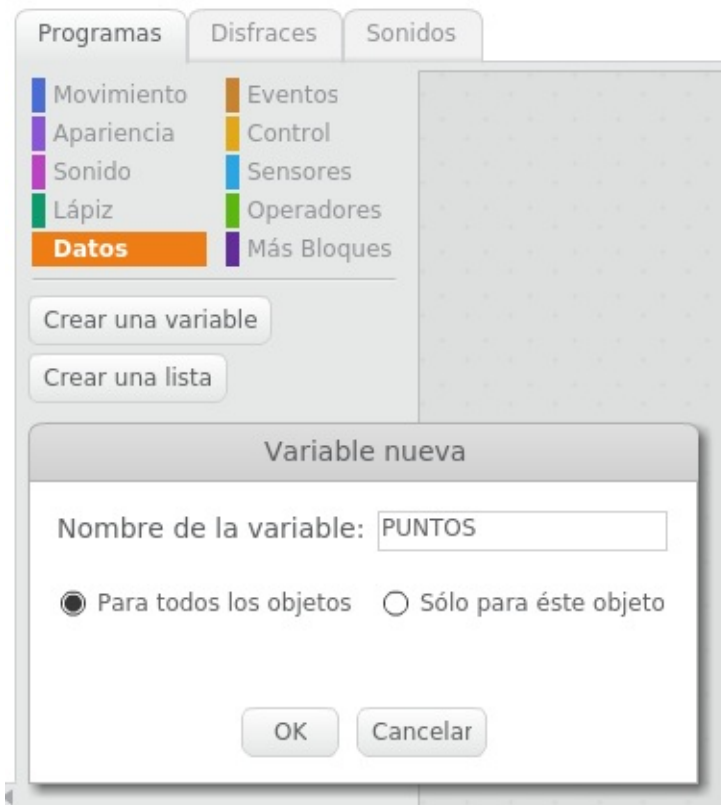 Programas Disfraces Sonidos
Movimiento Eventos
Apariencia Control
Sonido Sensores
Lápiz Operadores
Datos Más Bloques
Crear una variable
Crear una lista
Variable nueva
Nombre de la variable: PUNTOS
Para todos los objetos Sólo para éste objeto
OK Cancelar